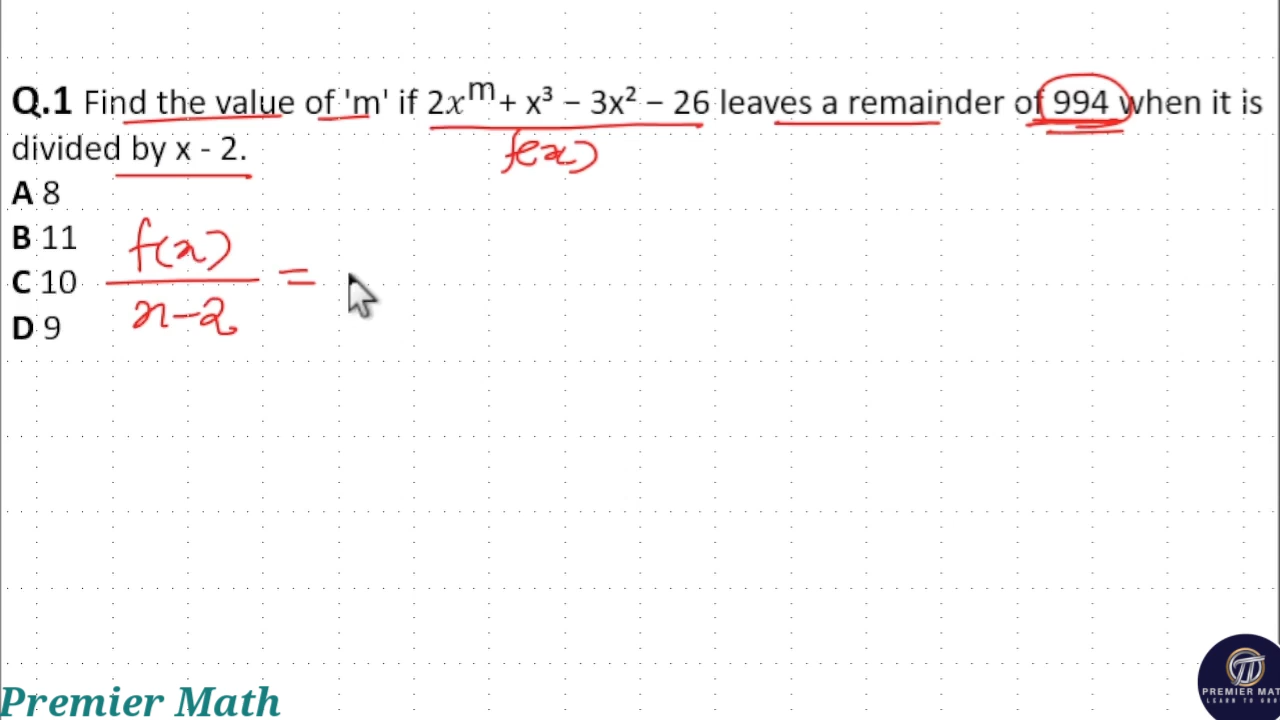 Q.1 Find the value of 'm' if 2x^m + x³ − 3x² − 26 leaves a remainder of 994 when it is
divided by x - 2.
f(x)
A 8
B 11
C 10
D 9
f(x)
x-2
=
Premier Math
PREMIER MAT